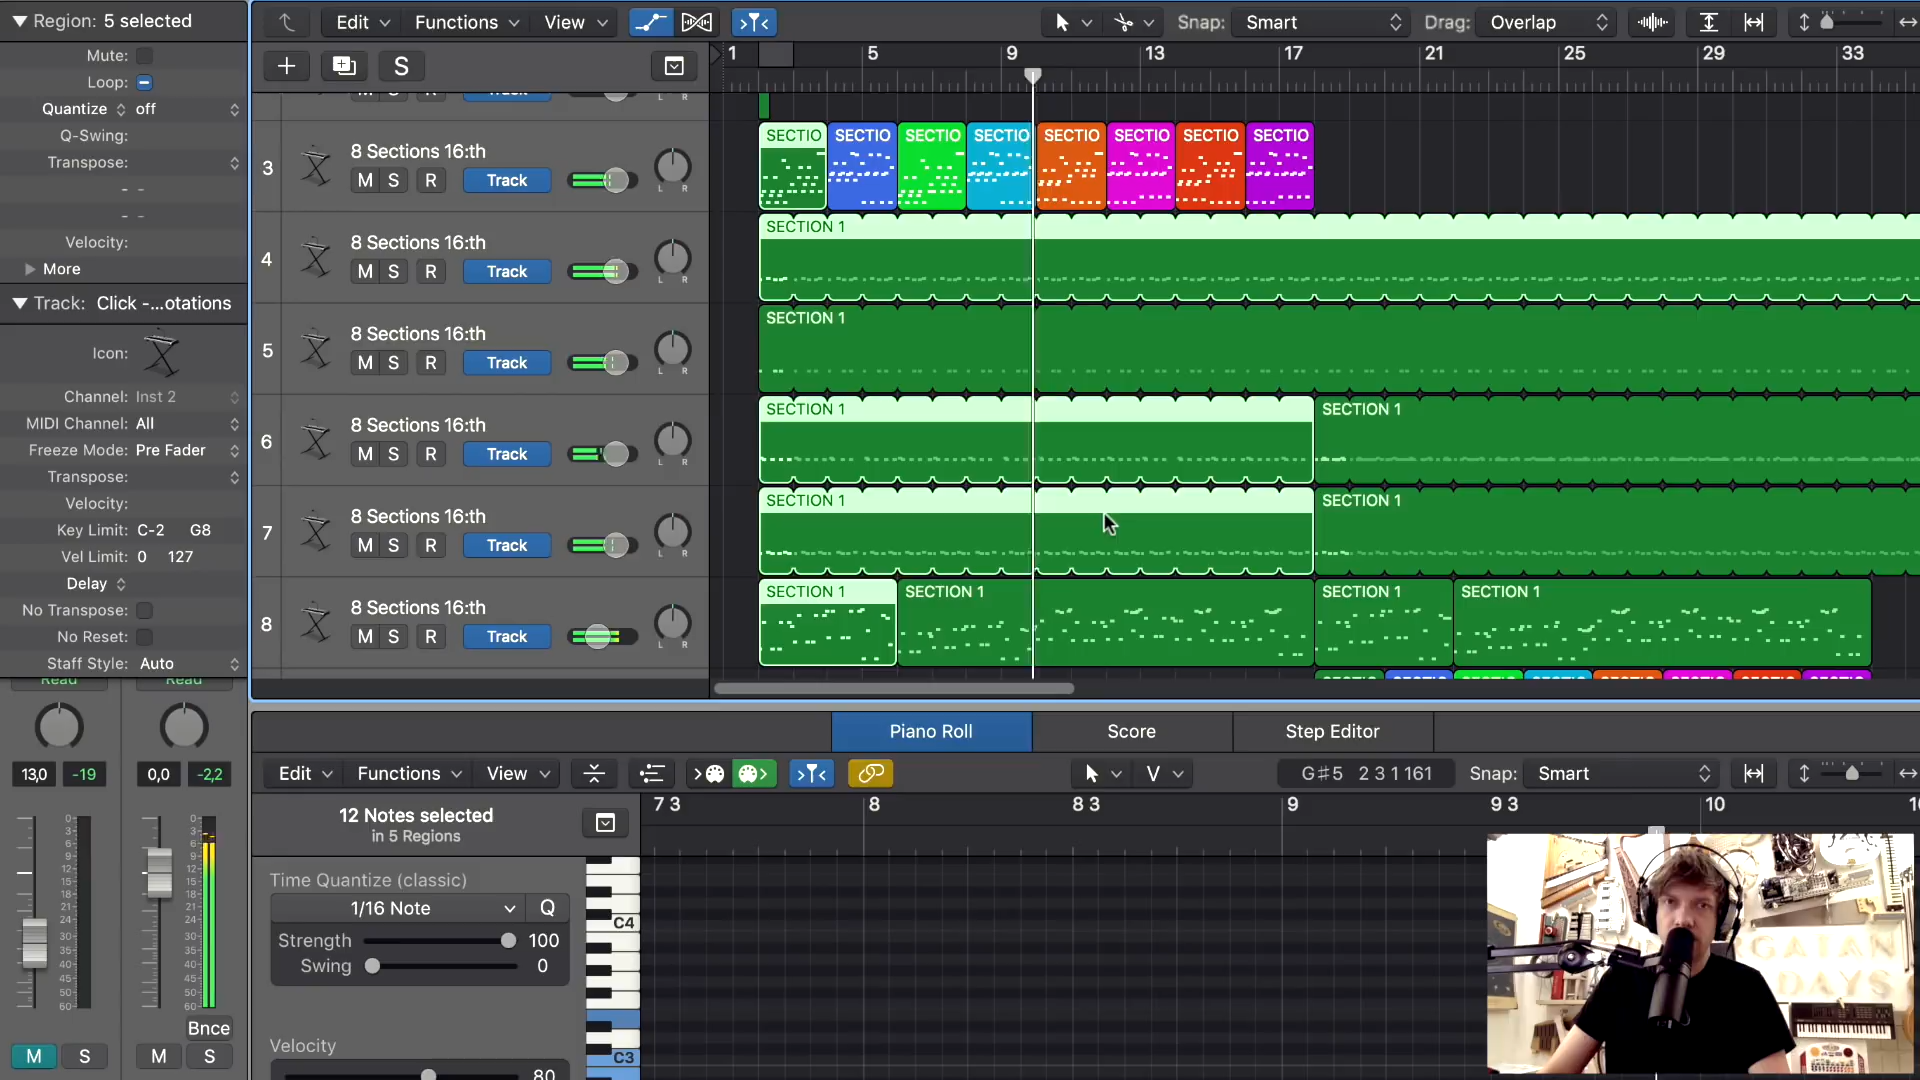 Region: 5 selected
Mute:
Loop:
Quantize off
Q-Swing:
Transpose:
- -
- -
Velocity:
More
Track: Click -...otations
Icon:
Channel: Inst 2
MIDI Channel: All
Freeze Mode: Pre Fader
Transpose:
Velocity:
Key Limit: C-2 G8
Vel Limit: 0 127
Delay
No Transpose:
No Reset:
Staff Style: Auto
Read Read
13,0 -19 0,0 -2,2
Bnce
M S M S
Edit Functions View Snap: Smart Drag: Overlap
S
1 5 9 13 17 21 25 29 33
M S R Track L R
3 8 Sections 16:th
M S R Track L R
SECTIO SECTIO SECTIO SECTIO SECTIO SECTIO SECTIO SECTIO
4 8 Sections 16:th
M S R Track L R
SECTION 1
5 8 Sections 16:th
M S R Track L R
SECTION 1
6 8 Sections 16:th
M S R Track L R
SECTION 1 SECTION 1
7 8 Sections 16:th
M S R Track L R
SECTION 1 SECTION 1
8 8 Sections 16:th
M S R Track L R
SECTION 1 SECTION 1 SECTION 1 SECTION 1
Piano Roll Score Step Editor
Edit Functions View G#5 2 3 1 161 Snap: Smart
12 Notes selected
in 5 Regions
7 3 8 8 3 9 9 3 10
Time Quantize (classic)
1/16 Note Q
Strength 100
Swing 0
Velocity
80
C4
C3